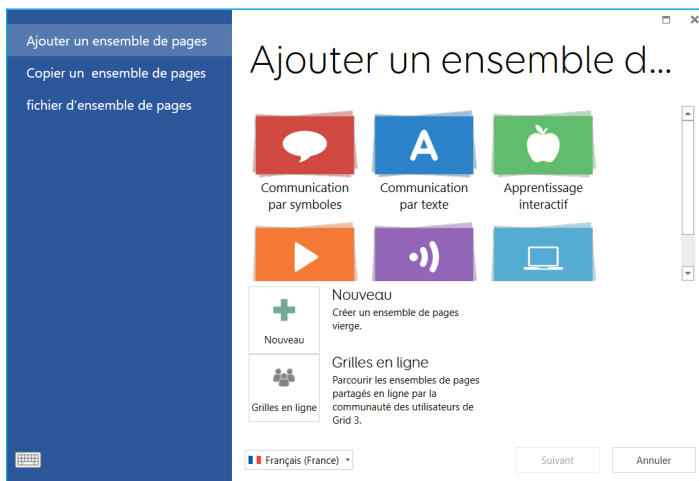 Ajouter un ensemble de pages
Copier un  ensemble de pages
fichier d'ensemble de pages
Ajouter un ensemble d...
Communication
par symboles
Communication
par texte
Apprentissage
interactif
Nouveau
Nouveau
Créer un ensemble de pages
vierge.
Grilles en ligne
Grilles en ligne
Parcourir les ensembles de pages
partagés en ligne par la
communauté des utilisateurs de
Grid 3.
Français (France)
Suivant
Annuler